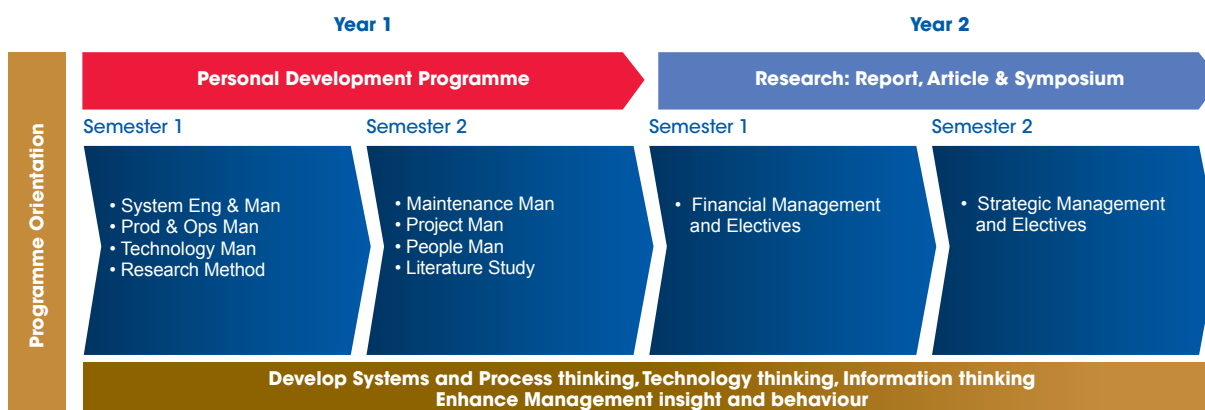 Year 1
Year 2
Programme Orientation
Personal Development Programme
Research: Report, Article & Symposium
Semester 1
Semester 2
Semester 1
Semester 2
• System Eng & Man
• Prod & Ops Man
• Technology Man
• Research Method
• Maintenance Man
• Project Man
• People Man
• Literature Study
• Financial Management
and Electives
• Strategic Management
and Electives
Develop Systems and Process thinking, Technology thinking, Information thinking
Enhance Management insight and behaviour